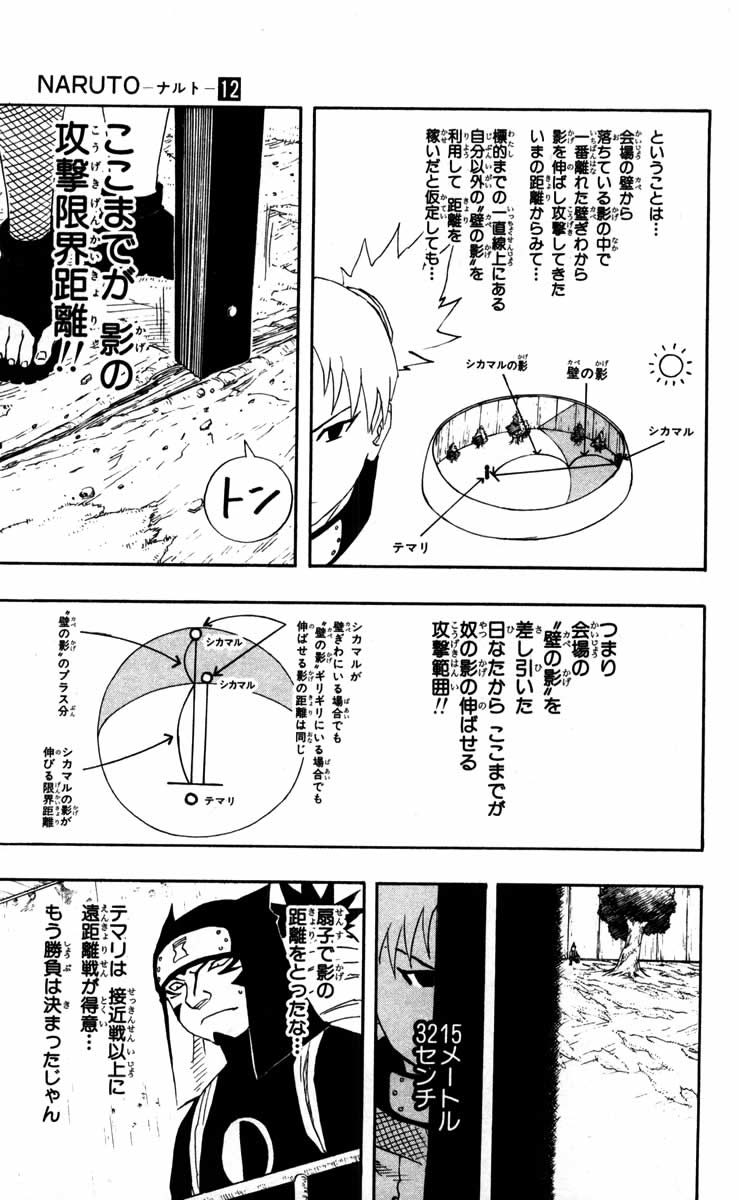 NARUTO—ナルト—12
ということは…
会場の壁から
落ちている影の中で
一番離れた壁ぎわから
影を伸ばし攻撃してきた
いまの距離からみて…
標的までの一直線上にある
自分以外の〝壁の影〟を
利用して 距離を
稼いだと仮定しても…
シカマルの影
壁の影
シカマル
テマリ
ここまでが 影の
攻撃限界距離!!
トン
つまり
会場の
〝壁の影〟を
差し引いた
日なたから ここまでが
奴の影の伸ばせる
攻撃範囲!!
シカマルが
壁ぎわにいる場合でも
〝壁の影〟ギリギリにいる場合でも
伸ばせる影の距離は同じ
シカマル
シカマル
テマリ
〝壁の影〟のプラス分
シカマルの影が
伸びる限界距離
15メートル
32センチ
扇子で影の
距離をとったな…
テマリは 接近戦以上に
遠距離戦が得意…
もう勝負は決まったじゃん